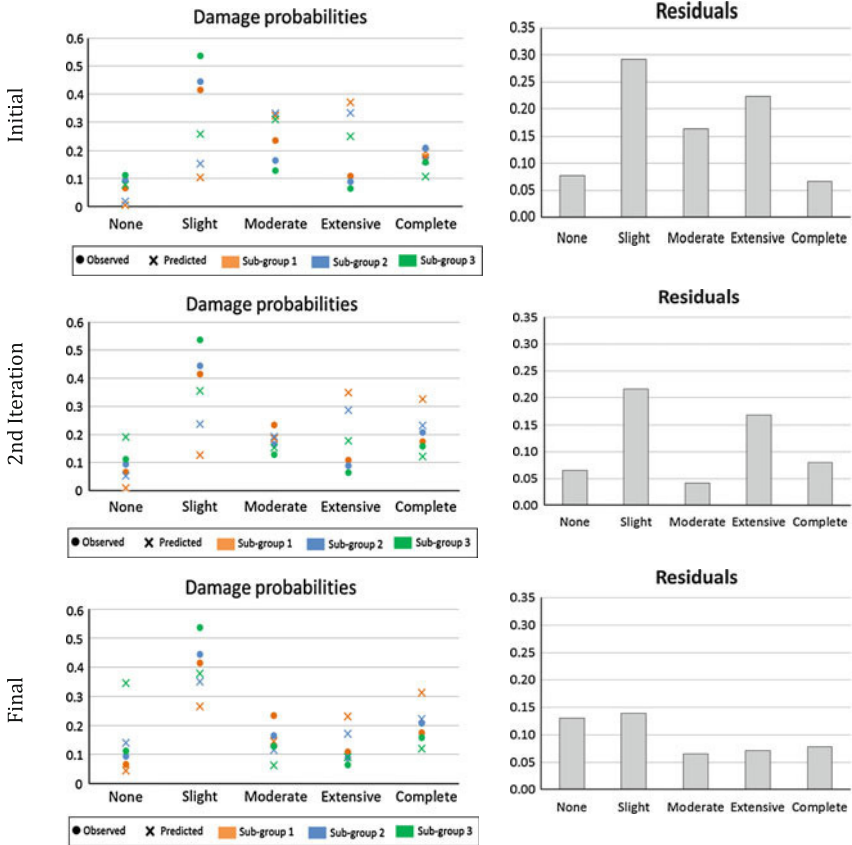 Initial
Damage probabilities
0.6
0.5
0.4
0.3
0.2
0.1
0
None Slight Moderate Extensive Complete
Observed Predicted Sub-group 1 Sub-group 2 Sub-group 3
Residuals
0.35
0.30
0.25
0.20
0.15
0.10
0.05
0.00
None Slight Moderate Extensive Complete
2nd Iteration
Damage probabilities
0.6
0.5
0.4
0.3
0.2
0.1
0
None Slight Moderate Extensive Complete
Observed Predicted Sub-group 1 Sub-group 2 Sub-group 3
Residuals
0.35
0.30
0.25
0.20
0.15
0.10
0.05
0.00
None Slight Moderate Extensive Complete
Final
Damage probabilities
0.6
0.5
0.4
0.3
0.2
0.1
0
None Slight Moderate Extensive Complete
Observed Predicted Sub-group 1 Sub-group 2 Sub-group 3
Residuals
0.35
0.30
0.25
0.20
0.15
0.10
0.05
0.00
None Slight Moderate Extensive Complete